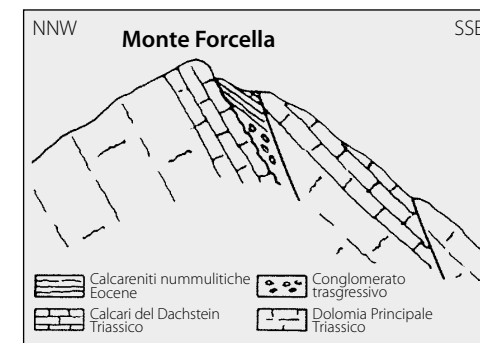 NNW
SSE
Monte Forcella
Calcareniti nummulitiche
Eocene
Conglomerato
trasgressivo
Calcari del Dachstein
Triassico
Dolomia Principale
Triassico